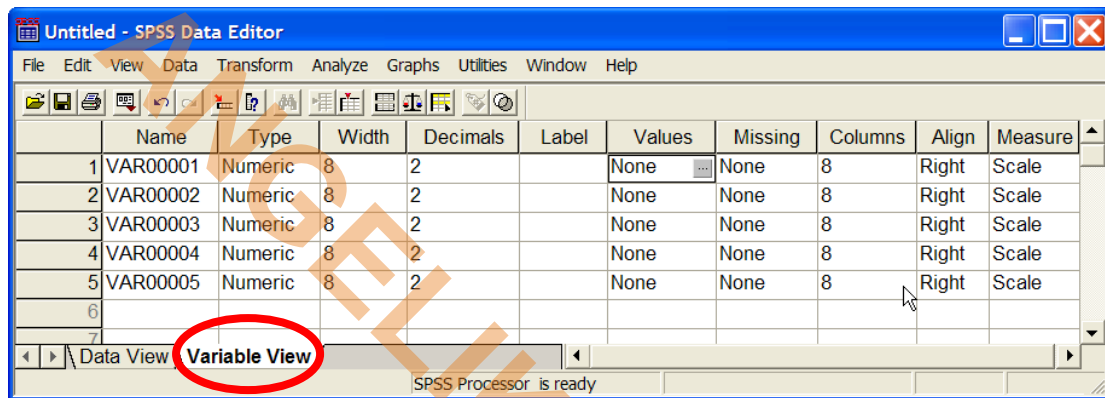 Untitled - SPSS Data Editor
File Edit View Data Transform Analyze Graphs Utilities Window Help
Name Type Width Decimals Label Values Missing Columns Align Measure
1 VAR00001 Numeric 8 2 None ... None 8 Right Scale
2 VAR00002 Numeric 8 2 None None 8 Right Scale
3 VAR00003 Numeric 8 2 None None 8 Right Scale
4 VAR00004 Numeric 8 2 None None 8 Right Scale
5 VAR00005 Numeric 8 2 None None 8 Right Scale
6
7
Data View Variable View
SPSS Processor is ready
ANGELI